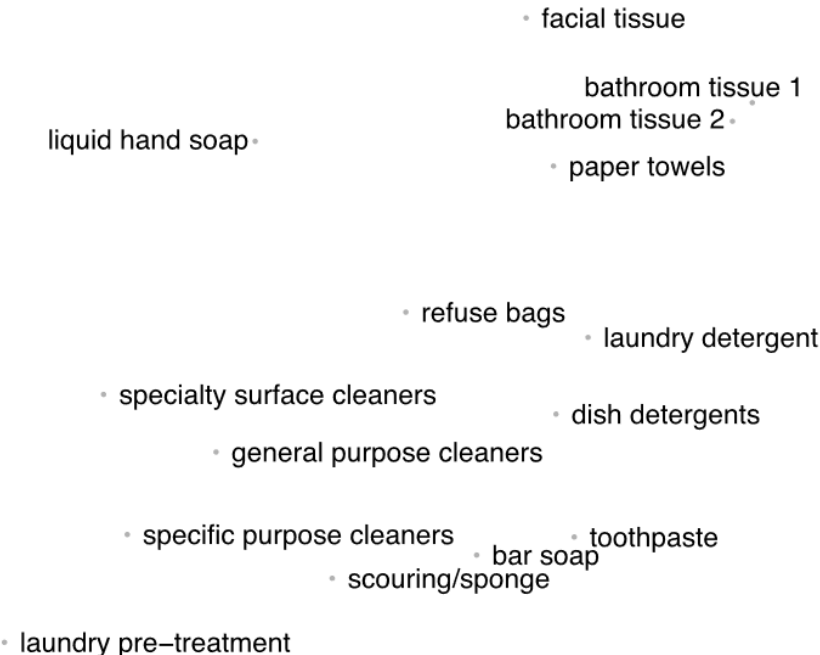 facial tissue
bathroom tissue 1
bathroom tissue 2
liquid hand soap
paper towels
refuse bags
laundry detergent
specialty surface cleaners
dish detergents
general purpose cleaners
specific purpose cleaners
toothpaste
bar soap
scouring/sponge
laundry pre−treatment